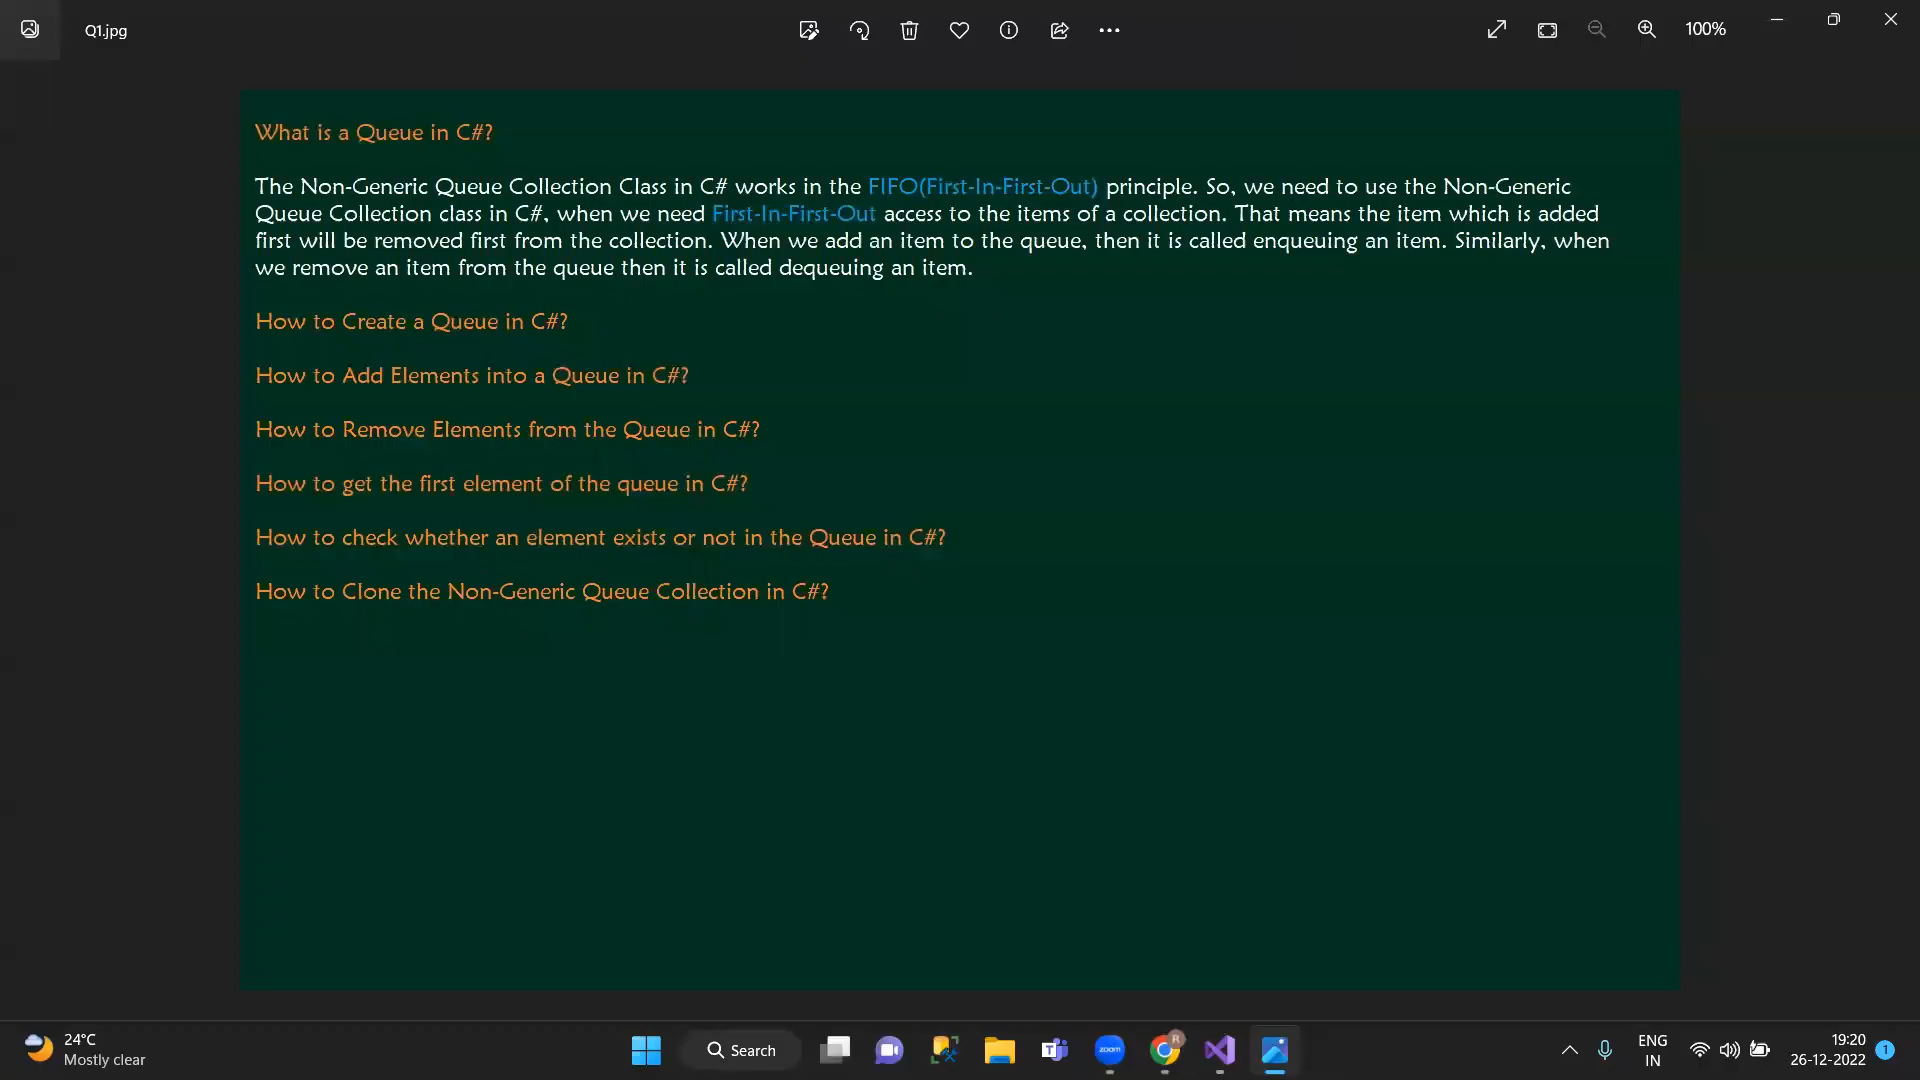 Q1.jpg
100%
What is a Queue in C#?
The Non-Generic Queue Collection Class in C# works in the FIFO(First-In-First-Out) principle. So, we need to use the Non-Generic
Queue Collection class in C#, when we need First-In-First-Out access to the items of a collection. That means the item which is added
first will be removed first from the collection. When we add an item to the queue, then it is called enqueuing an item. Similarly, when
we remove an item from the queue then it is called dequeuing an item.
How to Create a Queue in C#?
How to Add Elements into a Queue in C#?
How to Remove Elements from the Queue in C#?
How to get the first element of the queue in C#?
How to check whether an element exists or not in the Queue in C#?
How to Clone the Non-Generic Queue Collection in C#?
24°C
Mostly clear
Search
zoom
R
ENG
IN
19:20
26-12-2022
1